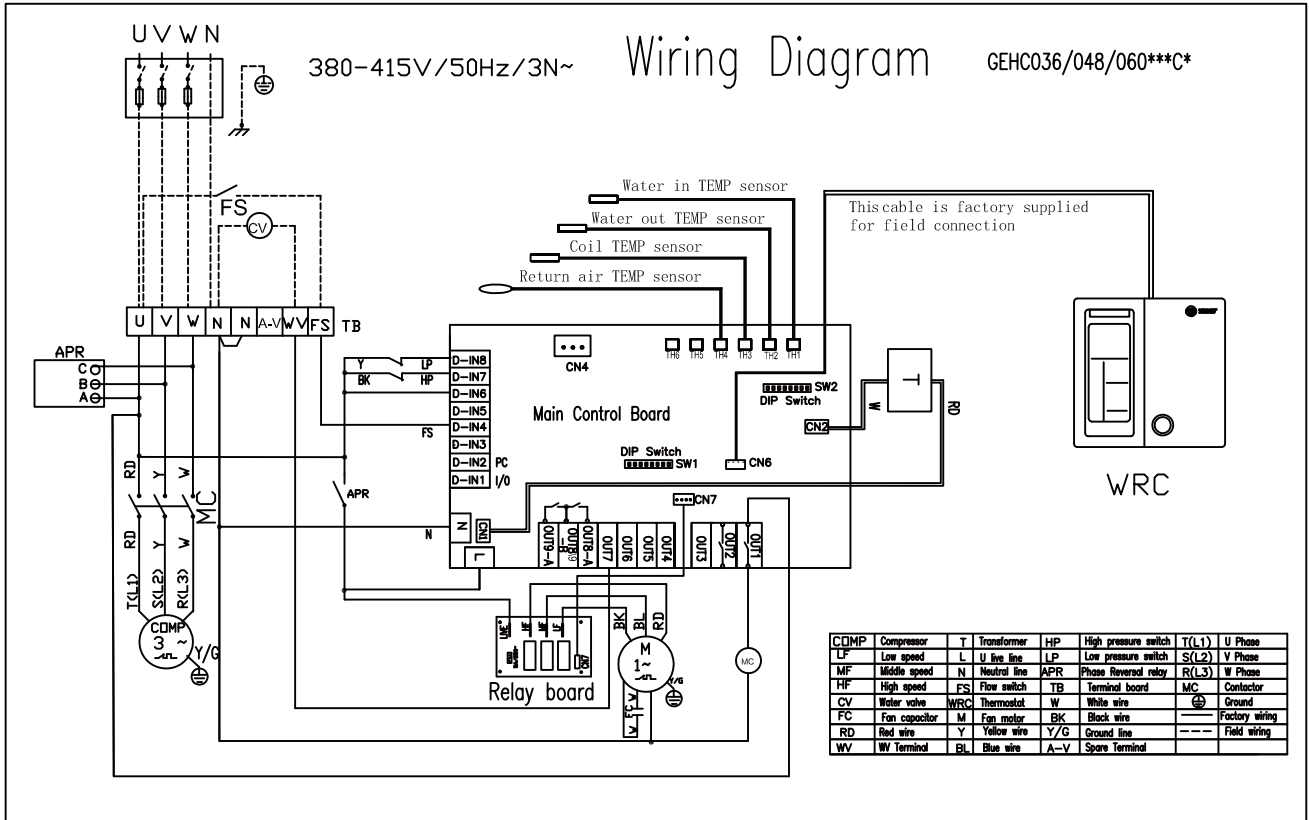 U V W N
380-415V/50Hz/3N~
Wiring Diagram
GEHC036/048/060***C*
FS
CV
Water in TEMP sensor
Water out TEMP sensor
Coil TEMP sensor
Return air TEMP sensor
This cable is factory supplied
for field connection
U V W N N A-V WV FS TB
APR
C
B
A
CN4
TH6 TH5 TH4 TH3 TH2 TH1
SW2
DIP Switch
Main Control Board
CN2
DIP Switch
SW1
CN6
CN7
T
W
RD
WRC
Y LP D-IN8
BK HP D-IN7
D-IN6
D-IN5
FS D-IN4
D-IN3
D-IN2 PC
D-IN1 I/O
APR
N
N
CN1
L
OUT9-A
OUT8-A
OUT7
OUT6
OUT5
OUT4
OUT3
OUT2
OUT1
RD Y W
MC
RD Y W
T(L1) S(L2) R(L3)
COMP
3 ~
Y/G
LIVE HF MF LF
CN7
Relay board
BK BL RD
M
1~
Y/G
W FC W
MC
COMP Compressor T Transformer HP High pressure switch T(L1) U Phase
LF Low speed L U live line LP Low pressure switch S(L2) V Phase
MF Middle speed N Neutral line APR Phase Reversal relay R(L3) W Phase
HF High speed FS Flow switch TB Terminal board MC Contactor
CV Water valve WRC Thermostat W White wire Ground
FC Fan capacitor M Fan motor BK Black wire Factory wiring
RD Red wire Y Yellow wire Y/G Ground line Field wiring
WV WV Terminal BL Blue wire A-V Spare Terminal